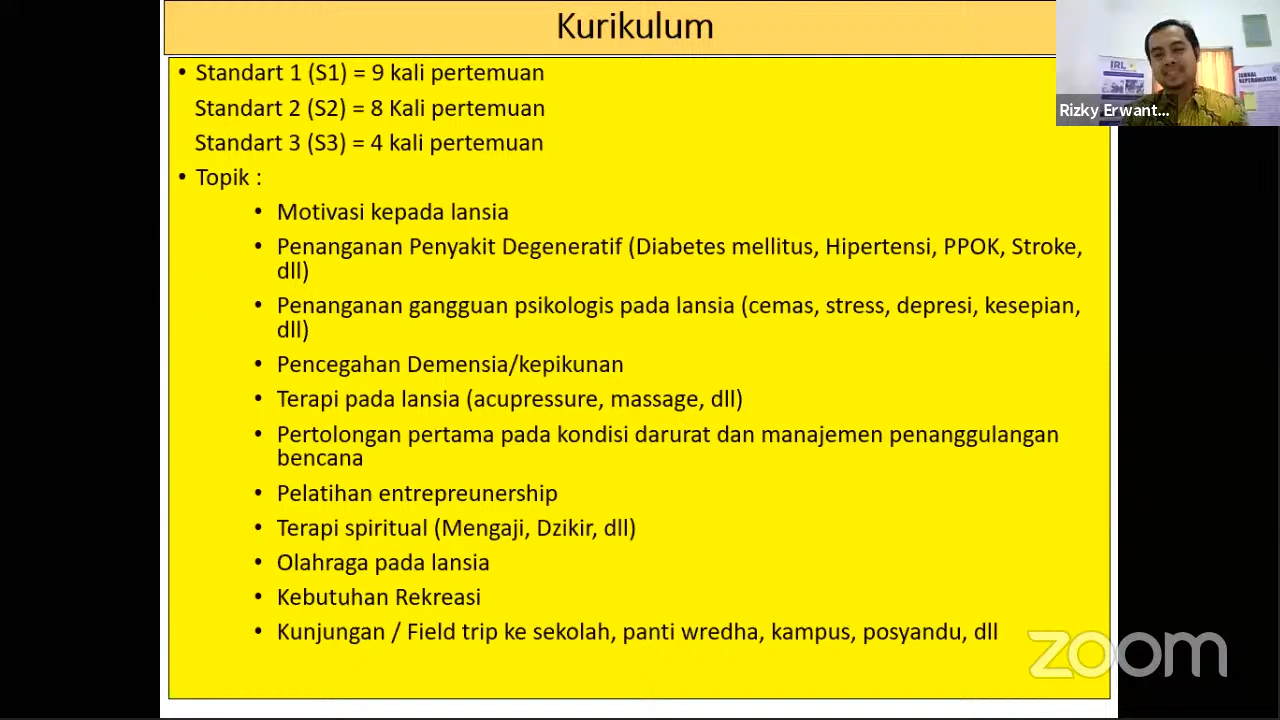 Kurikulum
• Standart 1 (S1) = 9 kali pertemuan
Standart 2 (S2) = 8 Kali pertemuan
Standart 3 (S3) = 4 kali pertemuan
• Topik :
• Motivasi kepada lansia
• Penanganan Penyakit Degeneratif (Diabetes mellitus, Hipertensi, PPOK, Stroke,
dll)
• Penanganan gangguan psikologis pada lansia (cemas, stress, depresi, kesepian,
dll)
• Pencegahan Demensia/kepikunan
• Terapi pada lansia (acupressure, massage, dll)
• Pertolongan pertama pada kondisi darurat dan manajemen penanggulangan
bencana
• Pelatihan entrepreunership
• Terapi spiritual (Mengaji, Dzikir, dll)
• Olahraga pada lansia
• Kebutuhan Rekreasi
• Kunjungan / Field trip ke sekolah, panti wredha, kampus, posyandu, dll
IRL
JURNAL
KEPERAWATAN
Rizky Erwant...
zoom